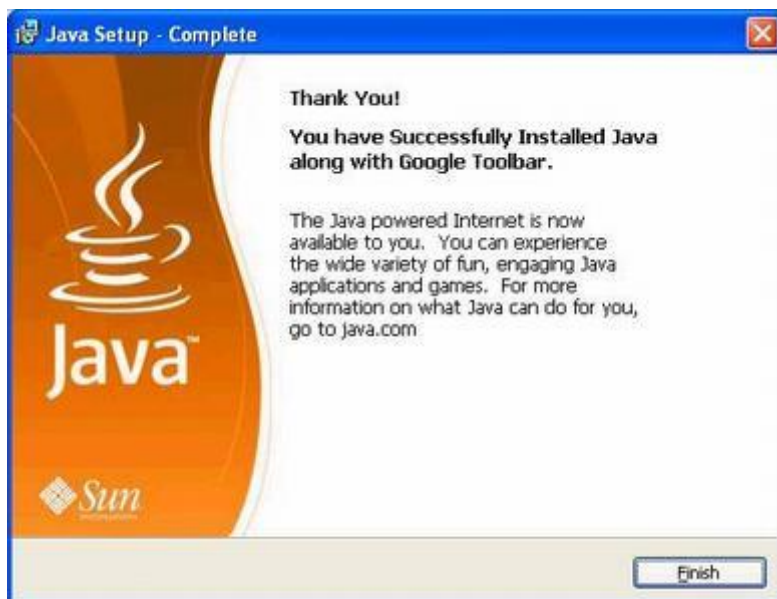 Java Setup - Complete
Thank You!
You have Successfully Installed Java
along with Google Toolbar.
The Java powered Internet is now
available to you. You can experience
the wide variety of fun, engaging Java
applications and games. For more
information on what Java can do for you,
go to java.com
Java™
Sun
Finish